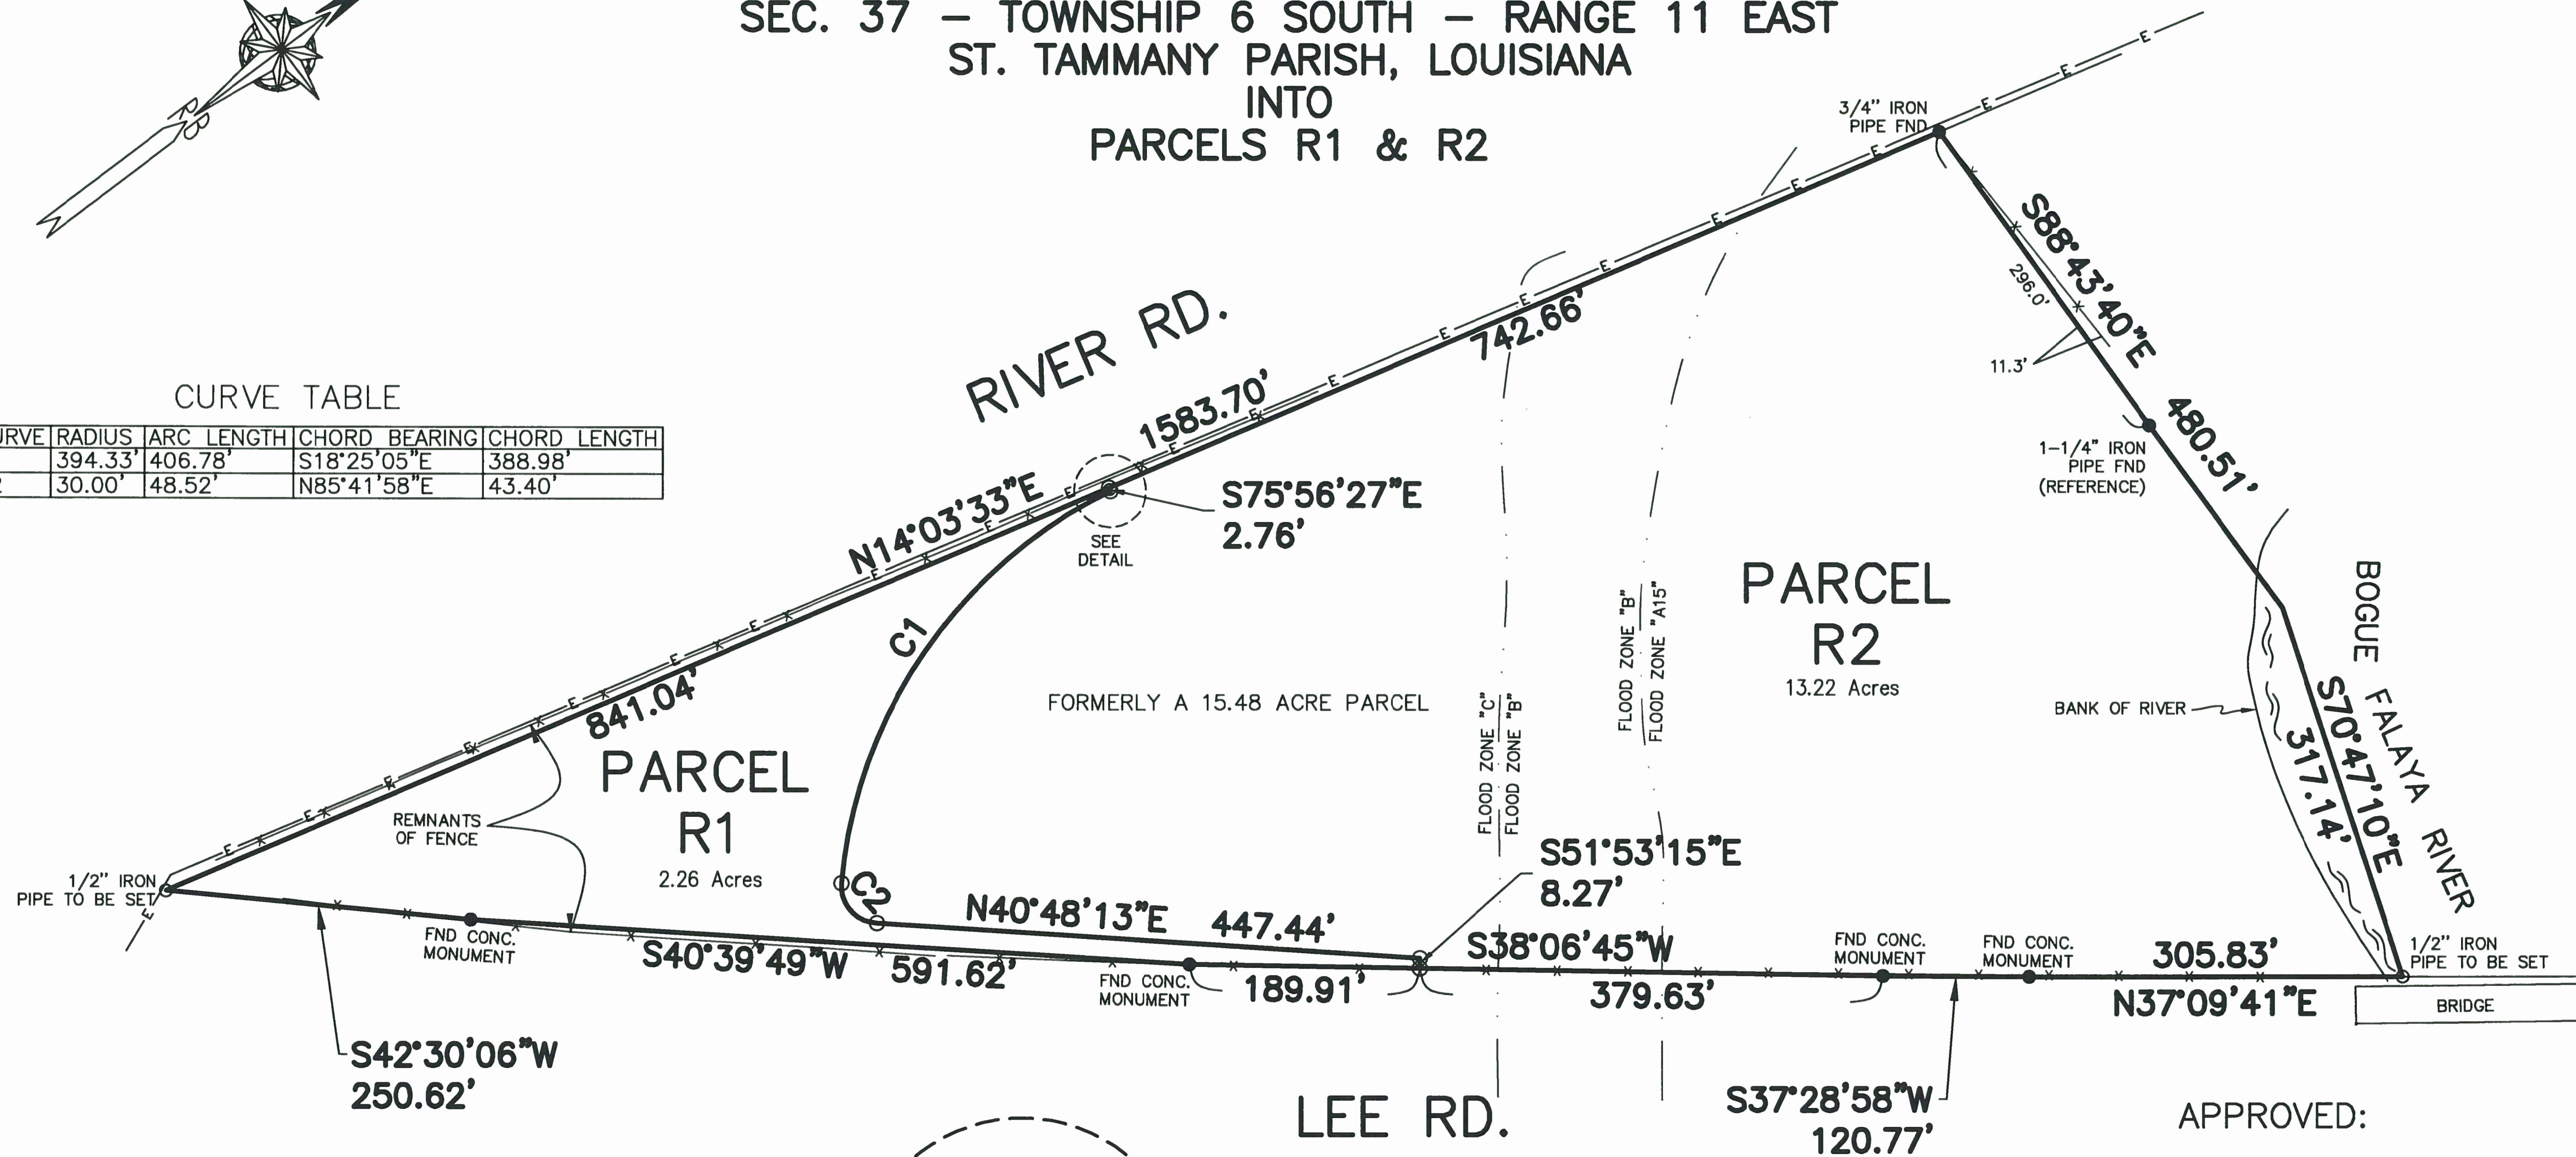 SEC. 37 – TOWNSHIP 6 SOUTH – RANGE 11 EAST
ST. TAMMANY PARISH, LOUISIANA
INTO
PARCELS R1 & R2
CURVE TABLE
RADIUS ARC LENGTH CHORD BEARING CHORD LENGTH
394.33' 406.78' S18°25'05"E 388.98'
30.00' 48.52' N85°41'58"E 43.40'
3/4" IRON
PIPE FND
S88°43'40"E
480.51'
296.0'
11.3'
1-1/4" IRON
PIPE FND
(REFERENCE)
RIVER RD.
742.66'
1583.70'
N14°03'33"E
S75°56'27"E
2.76'
SEE
DETAIL
841.04'
C1
C2
PARCEL
R2
13.22 Acres
FORMERLY A 15.48 ACRE PARCEL
FLOOD ZONE "C"
FLOOD ZONE "B"
FLOOD ZONE "B"
FLOOD ZONE "A15"
BOGUE FALAYA RIVER
BANK OF RIVER
S70°47'10"E
317.14'
PARCEL
R1
2.26 Acres
REMNANTS
OF FENCE
1/2" IRON
PIPE TO BE SET
E
FND CONC.
MONUMENT
S40°39'49"W 591.62'
N40°48'13"E 447.44'
S51°53'15"E
8.27'
FND CONC.
MONUMENT
189.91'
S38°06'45"W
379.63'
FND CONC.
MONUMENT
FND CONC.
MONUMENT
305.83'
N37°09'41"E
1/2" IRON
PIPE TO BE SET
BRIDGE
S42°30'06"W
250.62'
LEE RD.
S37°28'58"W
120.77'
APPROVED: